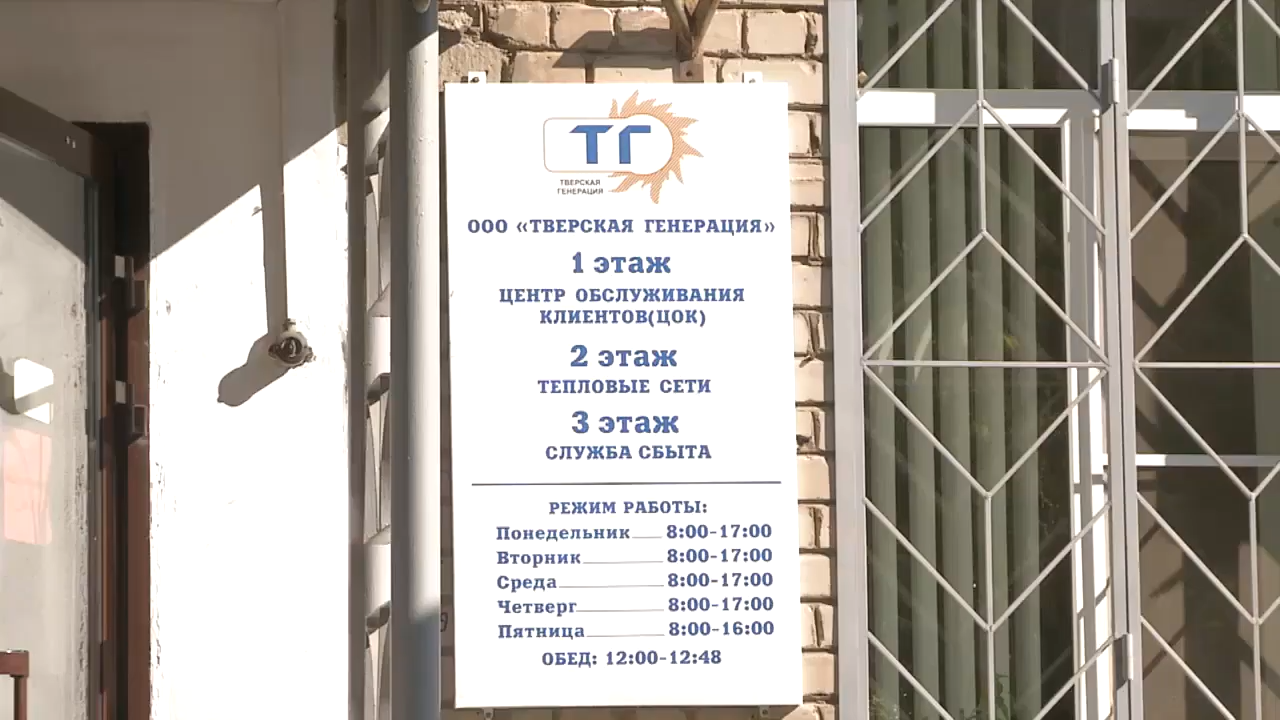 ТГ
ТВЕРСКАЯ
ГЕНЕРАЦИЯ
ООО «ТВЕРСКАЯ ГЕНЕРАЦИЯ»
1 этаж
ЦЕНТР ОБСЛУЖИВАНИЯ
КЛИЕНТОВ(ЦОК)
2 этаж
ТЕПЛОВЫЕ СЕТИ
3 этаж
СЛУЖБА СБЫТА
РЕЖИМ РАБОТЫ:
Понедельник 8:00-17:00
Вторник 8:00-17:00
Среда 8:00-17:00
Четверг 8:00-17:00
Пятница 8:00-16:00
ОБЕД: 12:00-12:48